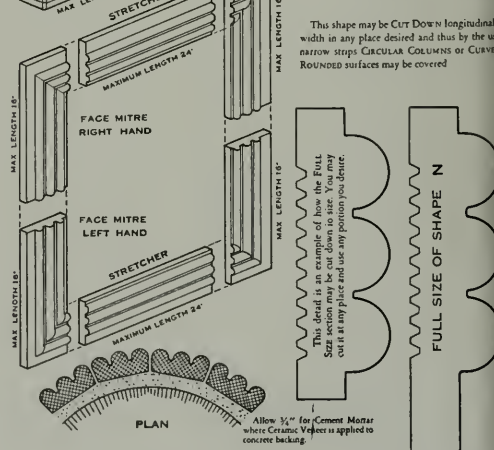 MAX L
STRETCHER
MAXIMUM LENGTH 24"
MAX LENGTH 16"
FACE MITRE
RIGHT HAND
MAX LENGTH 16"
FACE MITRE
LEFT HAND
MAX LENGTH 16"
MAX LENGTH 16"
STRETCHER
MAXIMUM LENGTH 24"
PLAN
This shape may be CUT DOWN longitudinal
width in any place desired and thus by the u
narrow strips CIRCULAR COLUMNS or CURVE
ROUNDED surfaces may be covered
This detail is an example of how the FULL
SIZE section may be cut down to size. You may
cut it at any place and use any portion you desire.
FULL SIZE OF SHAPE N
Allow ¾" for Cement Mortar
where Ceramic Veneer is applied to
concrete backing.